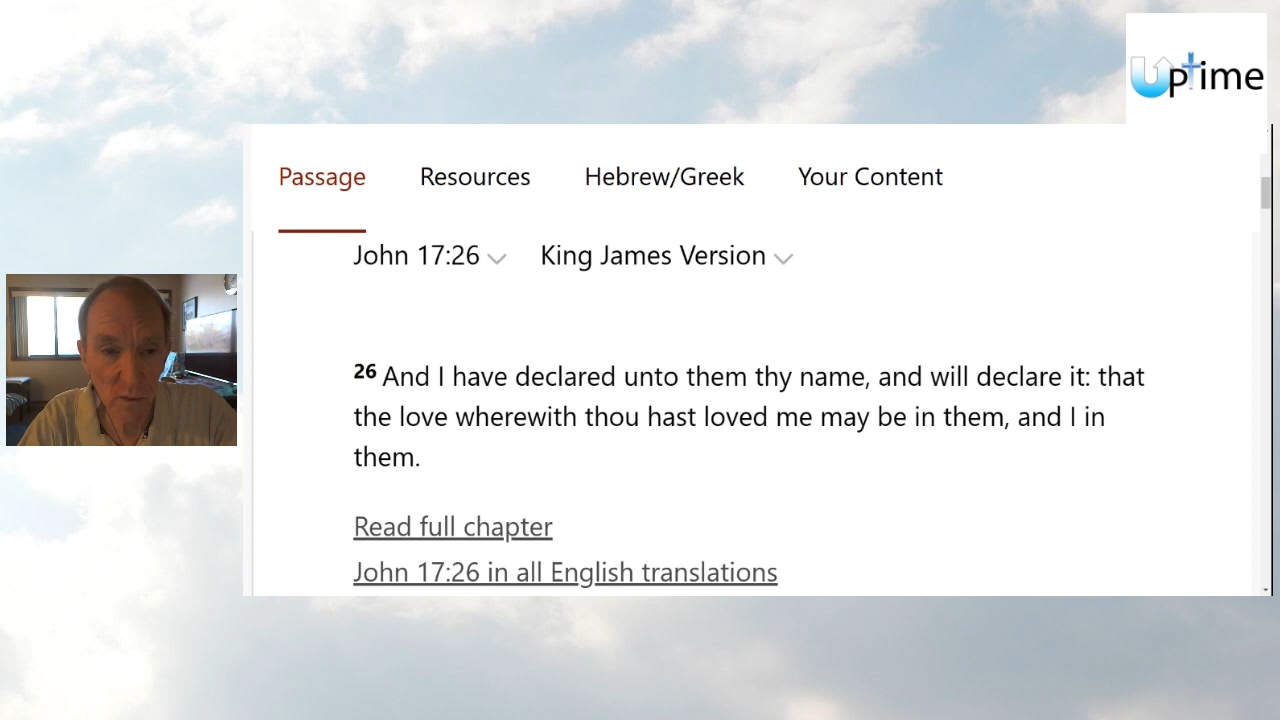 Uptime
Passage Resources Hebrew/Greek Your Content
John 17:26 King James Version
26 And I have declared unto them thy name, and will declare it: that
the love wherewith thou hast loved me may be in them, and I in
them.
Read full chapter
John 17:26 in all English translations